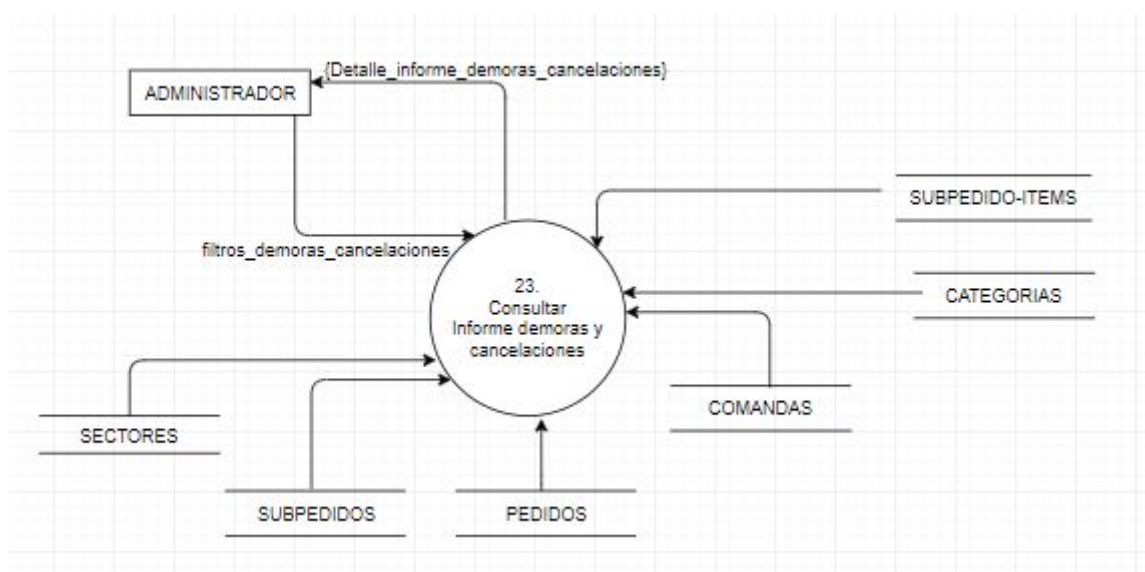 {Detalle_informe_demoras_cancelaciones}
ADMINISTRADOR
SUBPEDIDO-ITEMS
filtros_demoras_cancelaciones
23.
Consultar
Informe demoras y
cancelaciones
CATEGORIAS
COMANDAS
SECTORES
SUBPEDIDOS
PEDIDOS